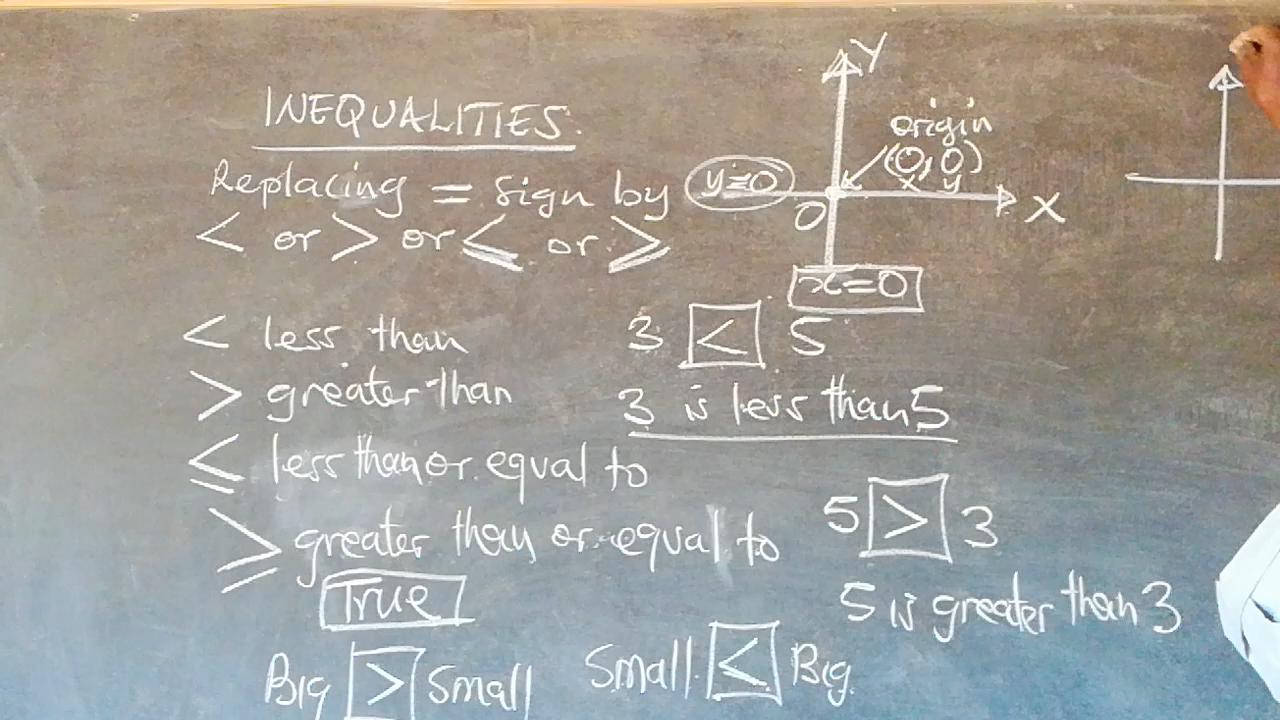 INEQUALITIES.
Replacing = sign by
< or > or ≤ or ≥
< less than
> greater than
≤ less than or equal to
≥ greater than or equal to
True
Big > Small
Small < Big
Y
origin
(0, 0)
x y
y=0
0
X
x=0
3 < 5
3 is less than 5
5 > 3
5 is greater than 3